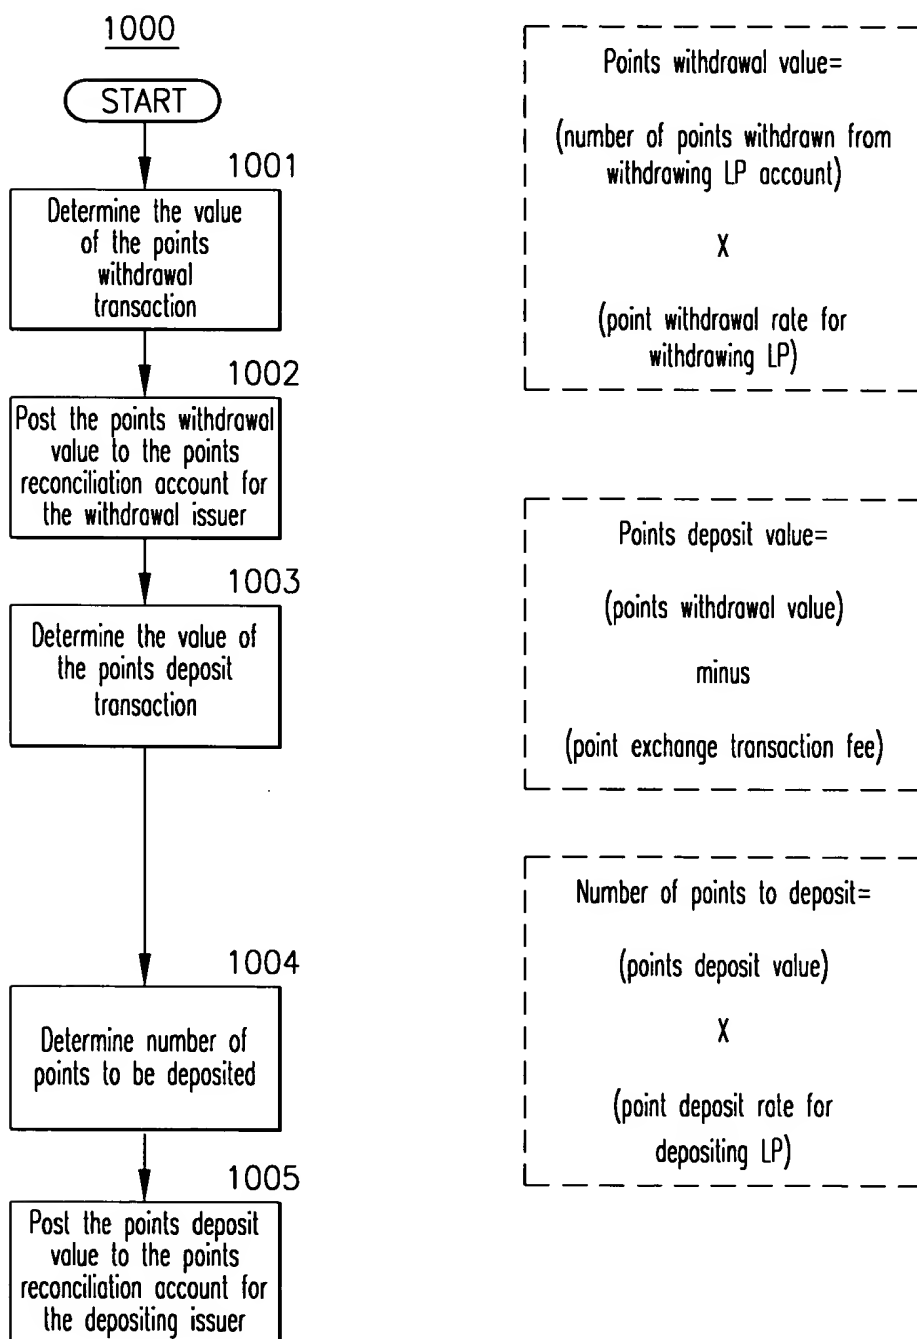 1000
START
1001
Determine the value
of the points
withdrawal
transaction
1002
Post the points withdrawal
value to the points
reconciliation account for
the withdrawal issuer
1003
Determine the value of
the points deposit
transaction
1004
Determine number of
points to be deposited
1005
Post the points deposit
value to the points
reconciliation account for
the depositing issuer
Points withdrawal value=
(number of points withdrawn from
withdrawing LP account)
X
(point withdrawal rate for
withdrawing LP)
Points deposit value=
(points withdrawal value)
minus
(point exchange transaction fee)
Number of points to deposit=
(points deposit value)
X
(point deposit rate for
depositing LP)